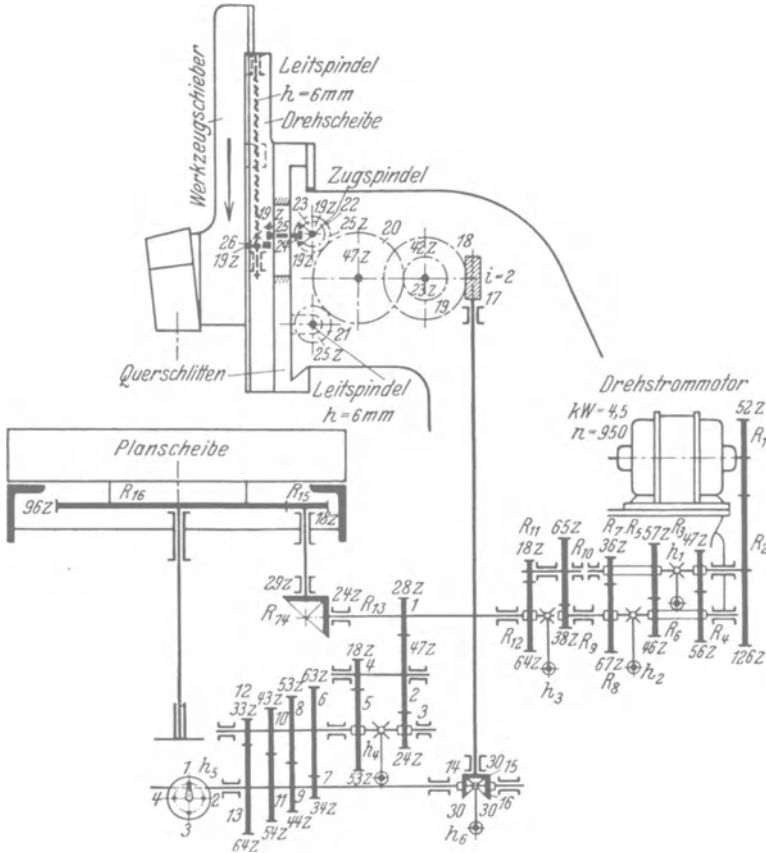 Leitspindel
h=6mm
Drehscheibe
Werkzeugschieber
Zugspindel
19z
23
19z
22
25
25z
20
26
24
19z
19z
47z
42z
18
23z
19
i=2
17
21
25z
Querschlitten
Leitspindel
h=6mm
Drehstrommotor
kW=4,5
n=950
52z
R1
Planscheibe
96z
R16
R15
18z
R11
65z
R7
R5
57z
R3
47z
R2
18z
R10
36z
h1
29z
24z
R13
28z
1
R14
R12
38z
R9
R6
R4
64z
67z
46z
56z
126z
h3
R8
h2
18z
4
47z
12
33z
43z
53z
63z
6
5
2
3
10
8
h4
24z
1
h5
4
2
3
7
53z
14
30
15
13
11
9
34z
30
30
16
64z
54z
44z
h6